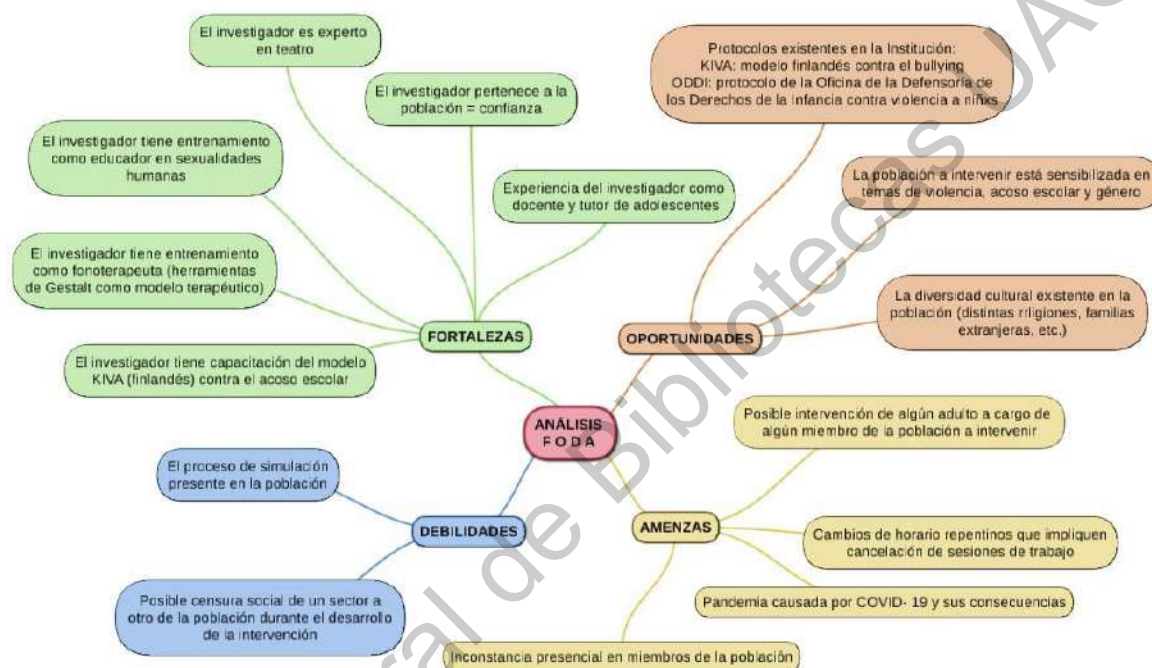 El investigador es experto
en teatro
El investigador pertenece a la
población = confianza
El investigador tiene entrenamiento
como educador en sexualidades
humanas
Experiencia del investigador como
docente y tutor de adolescentes
El investigador tiene entrenamiento
como fonoterapeuta (herramientas
de Gestalt como modelo terapéutico)
FORTALEZAS
El investigador tiene capacitación del modelo
KIVA (finlandés) contra el acoso escolar
Protocolos existentes en la Institución:
KIVA: modelo finlandés contra el bullying
ODDI: protocolo de la Oficina de la Defensoría de
los Derechos de la Infancia contra violencia a niñxs
La población a intervenir está sensibilizada en
temas de violencia, acoso escolar y género
La diversidad cultural existente en la
población (distintas rrligiones, familias
extranjeras, etc.)
OPORTUNIDADES
ANÁLISIS
F O D A
El proceso de simulación
presente en la población
DEBILIDADES
Posible censura social de un sector a
otro de la población durante el desarrollo
de la intervención
Posible intervención de algún adulto a cargo de
algún miembro de la población a intervenir
AMENZAS
Cambios de horario repentinos que impliquen
cancelación de sesiones de trabajo
Pandemia causada por COVID- 19 y sus consecuencias
Inconstancia presencial en miembros de la población
ral de Bibliotecas